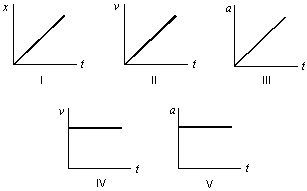 x v a
t t t
I II III
v a
t t
IV V